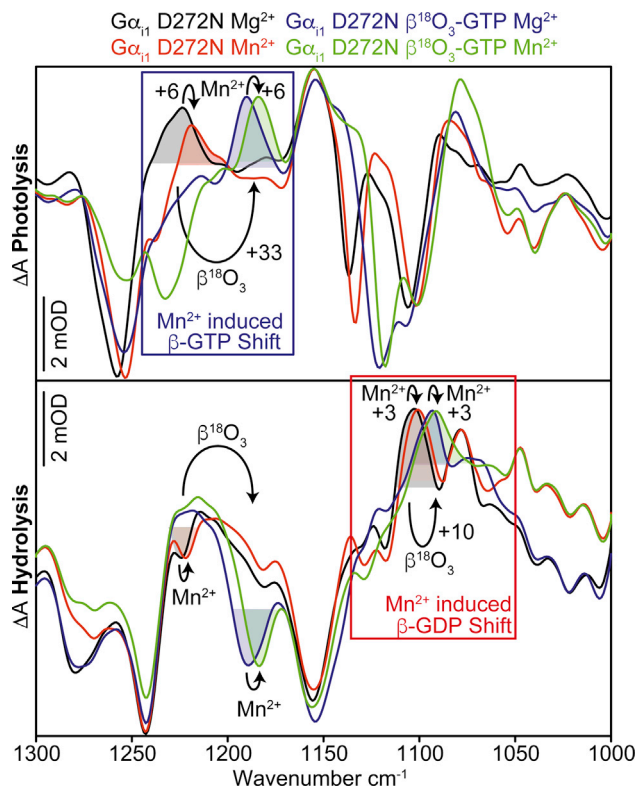 Gαi1 D272N Mg²⁺ Gαi1 D272N β¹⁸O₃-GTP Mg²⁺
Gαi1 D272N Mn²⁺ Gαi1 D272N β¹⁸O₃-GTP Mn²⁺
+6 Mn²⁺ +6
+33
β¹⁸O₃
Mn²⁺ induced
β-GTP Shift
2 mOD
ΔA Photolysis
2 mOD
Mn²⁺ Mn²⁺
+3 +3
β¹⁸O₃
+10
β¹⁸O₃
Mn²⁺
Mn²⁺ induced
β-GDP Shift
Mn²⁺
ΔA Hydrolysis
1300 1250 1200 1150 1100 1050 1000
Wavenumber cm⁻¹